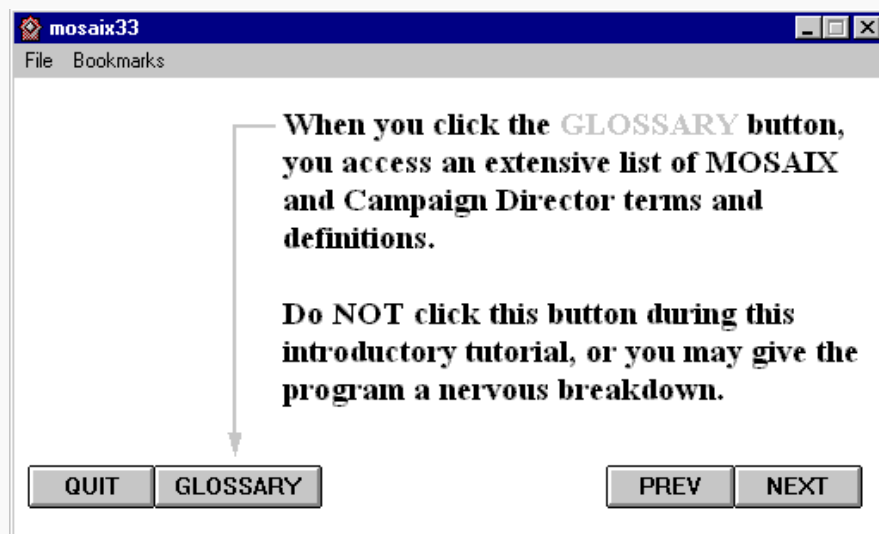 mosaix33
File Bookmarks
When you click the GLOSSARY button,
you access an extensive list of MOSAIX
and Campaign Director terms and
definitions.
Do NOT click this button during this
introductory tutorial, or you may give the
program a nervous breakdown.
QUIT GLOSSARY PREV NEXT